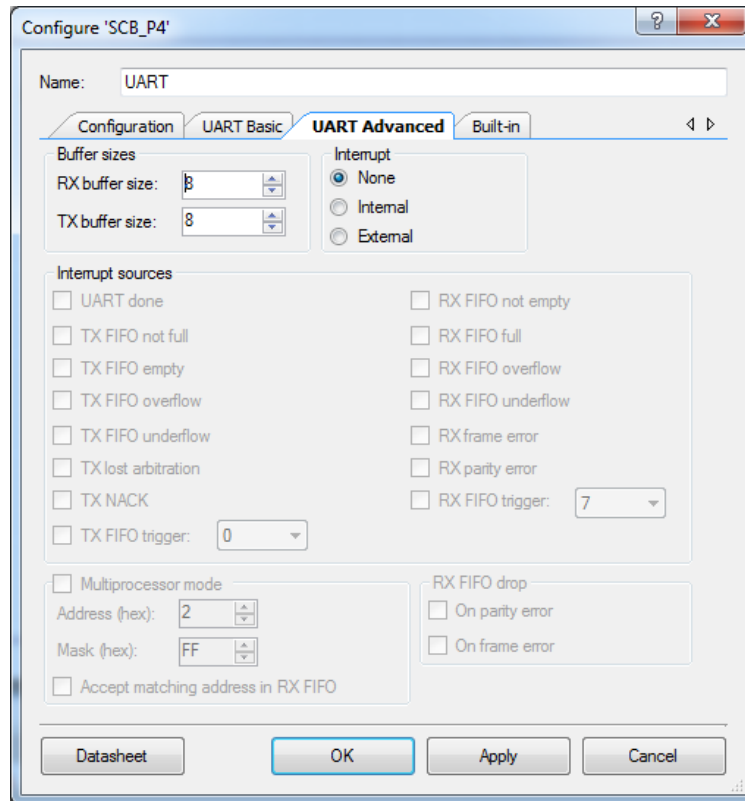 Configure 'SCB_P4'
Name: UART
Configuration UART Basic UART Advanced Built-in
Buffer sizes
RX buffer size: 8
TX buffer size: 8
Interrupt
None
Internal
External
Interrupt sources
UART done
TX FIFO not full
TX FIFO empty
TX FIFO overflow
TX FIFO underflow
TX lost arbitration
TX NACK
TX FIFO trigger: 0
RX FIFO not empty
RX FIFO full
RX FIFO overflow
RX FIFO underflow
RX frame error
RX parity error
RX FIFO trigger: 7
Multiprocessor mode
Address (hex): 2
Mask (hex): FF
Accept matching address in RX FIFO
RX FIFO drop
On parity error
On frame error
Datasheet OK Apply Cancel